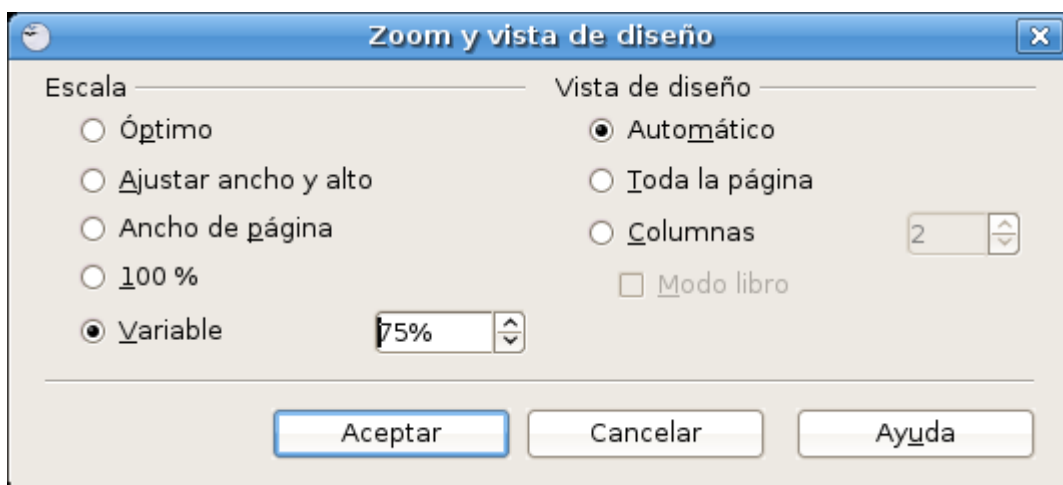 Zoom y vista de diseño
Escala
Óptimo
Ajustar ancho y alto
Ancho de página
100 %
Variable 75%
Vista de diseño
Automático
Toda la página
Columnas 2
Modo libro
Aceptar Cancelar Ayuda